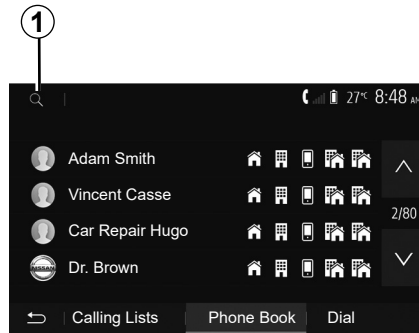 1
27°C 8:48 AM
Adam Smith
Vincent Casse
2/80
Car Repair Hugo
NISSAN Dr. Brown
Calling Lists Phone Book Dial